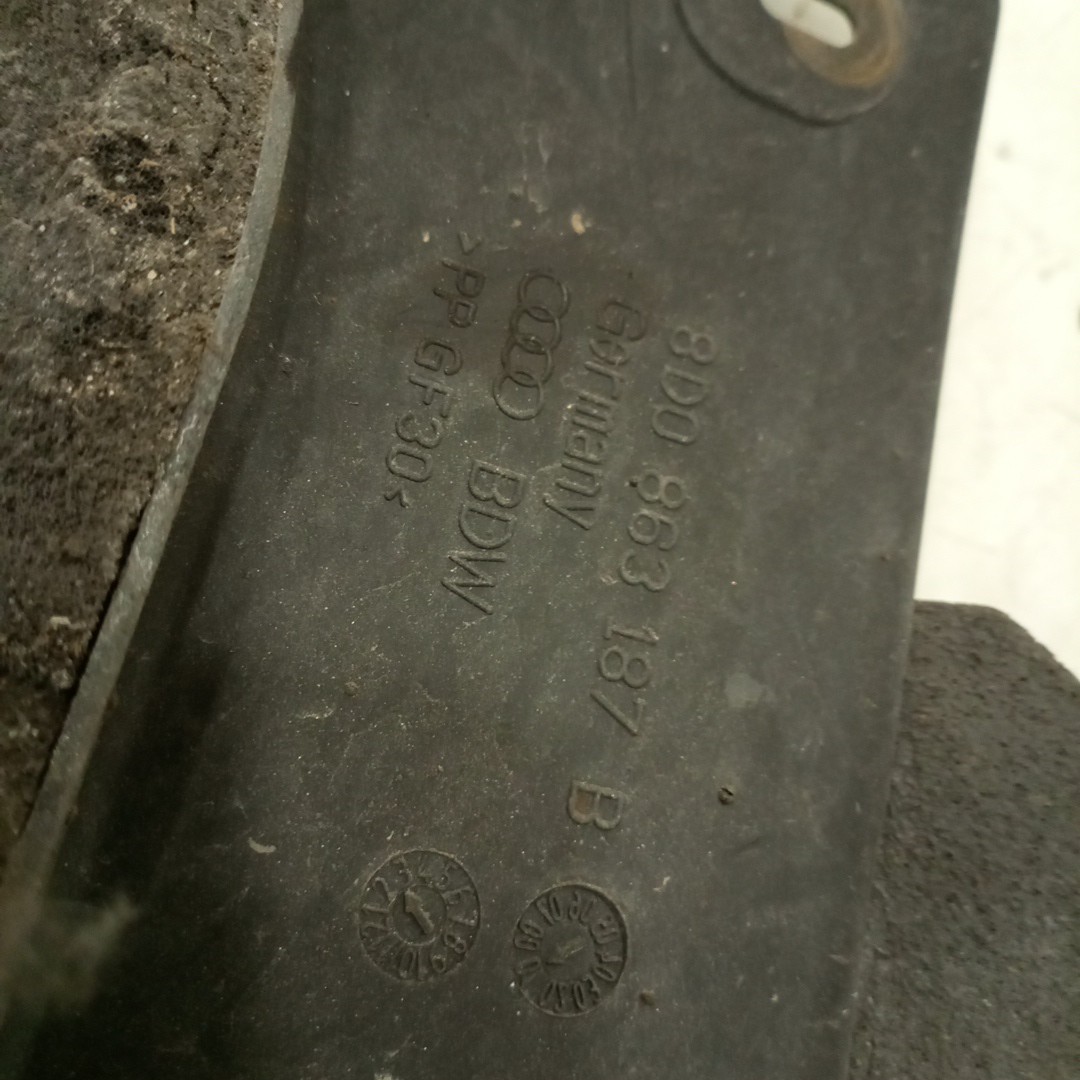 8D0 863 187 B
Germany
BDW
>PP GF30<